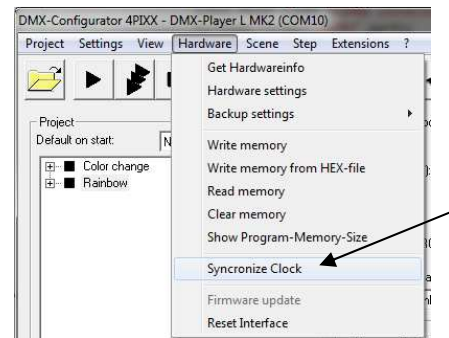 DMX-Configurator 4PIXX - DMX-Player L MK2 (COM10)
Project Settings View Hardware Scene Step Extensions ?
Get Hardwareinfo
Hardware settings
Backup settings
Project
Default on start: N
Write memory
Color change
Write memory from HEX-file
Rainbow
Read memory
Clear memory
Show Program-Memory-Size
Syncronize Clock
Firmware update
Reset Interface